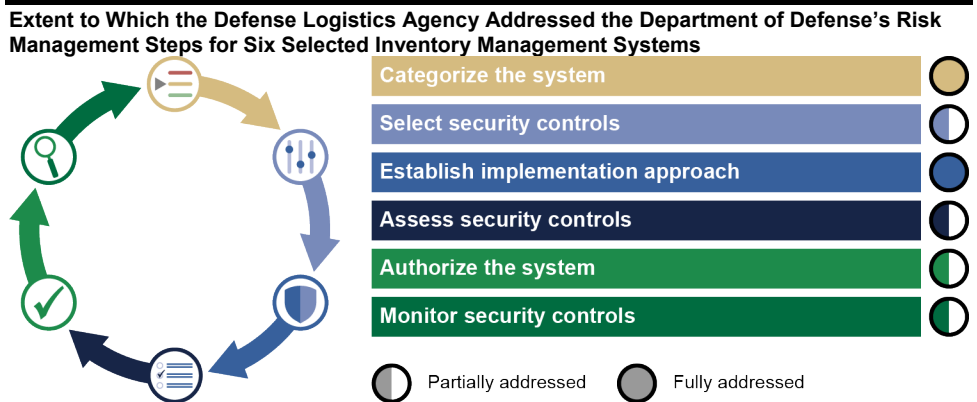 Extent to Which the Defense Logistics Agency Addressed the Department of Defense's Risk
Management Steps for Six Selected Inventory Management Systems
Categorize the system
Select security controls
Establish implementation approach
Assess security controls
Authorize the system
Monitor security controls
Partially addressed
Fully addressed